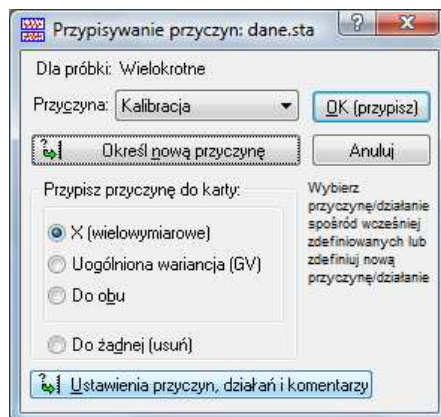 Przypisywanie przyczyn: dane.sta
Dla próbki: Wielokrotne
Przyczyna: Kalibracja
OK (przypisz)
Określ nową przyczynę
Anuluj
Przypisz przyczynę do karty:
X (wielowymiarowe)
Uogólniona wariancja (GV)
Do obu
Do żadnej (usuń)
Wybierz
przyczynę/działanie
spośród wcześniej
zdefiniowanych lub
zdefiniuj nową
przyczynę/działanie
Ustawienia przyczyn, działań i komentarzy